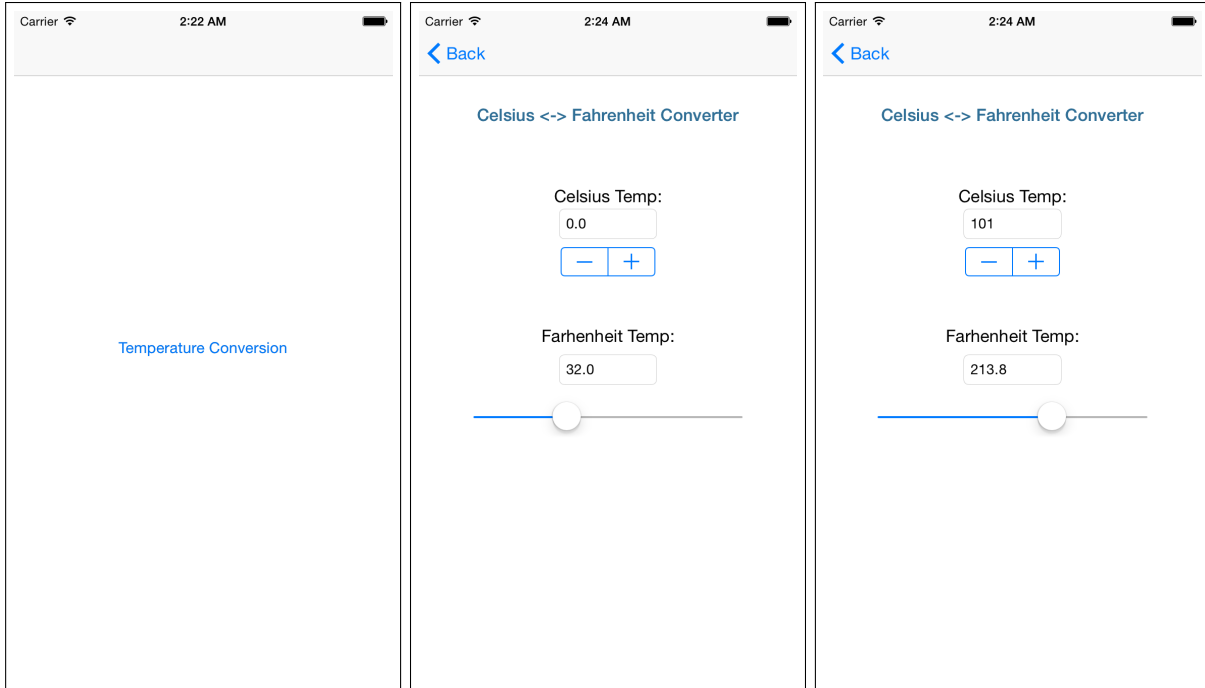 Carrier 2:22 AM
Temperature Conversion
Carrier 2:24 AM
Back
Celsius <-> Fahrenheit Converter
Celsius Temp:
0.0
− +
Farhenheit Temp:
32.0
Carrier 2:24 AM
Back
Celsius <-> Fahrenheit Converter
Celsius Temp:
101
− +
Farhenheit Temp:
213.8